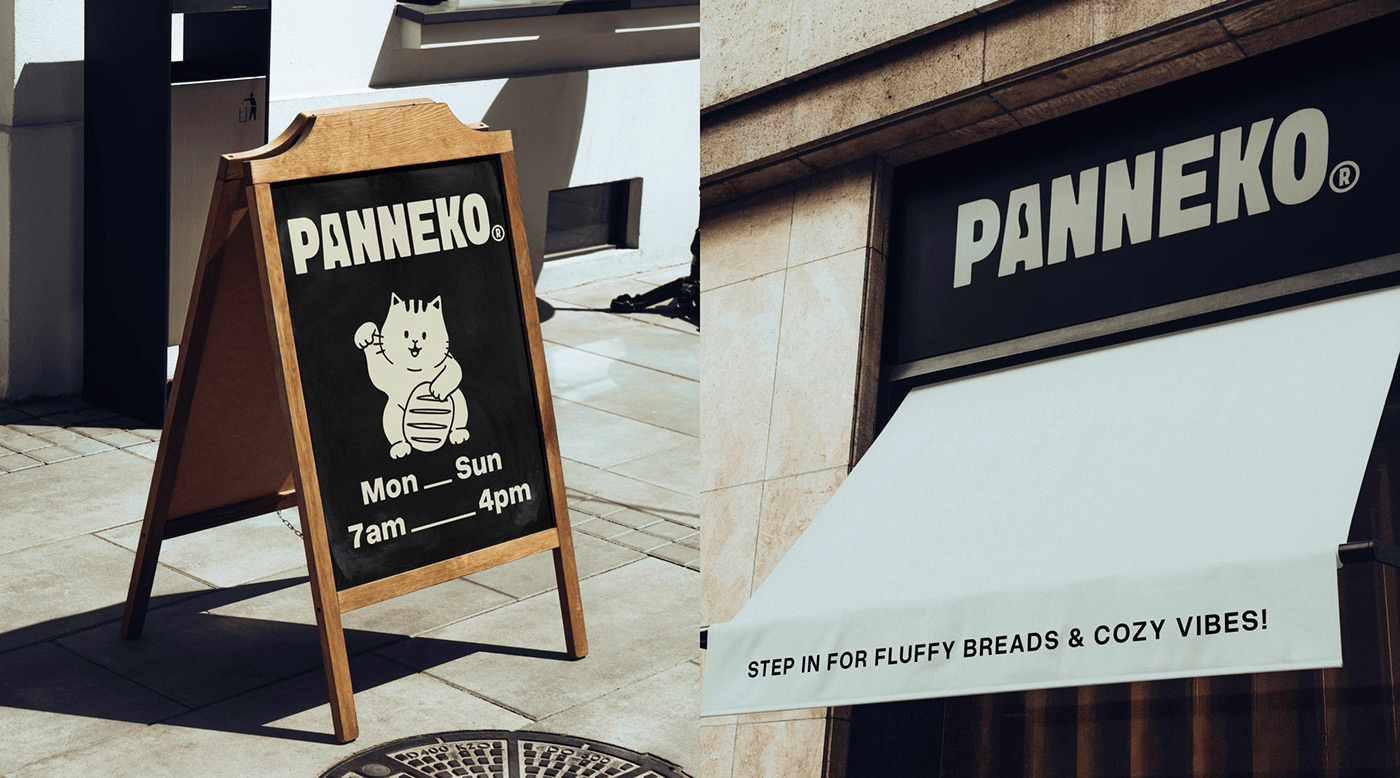 PANNEKO®
Mon — Sun
7am — 4pm
PANNEKO®
STEP IN FOR FLUFFY BREADS & COZY VIBES!